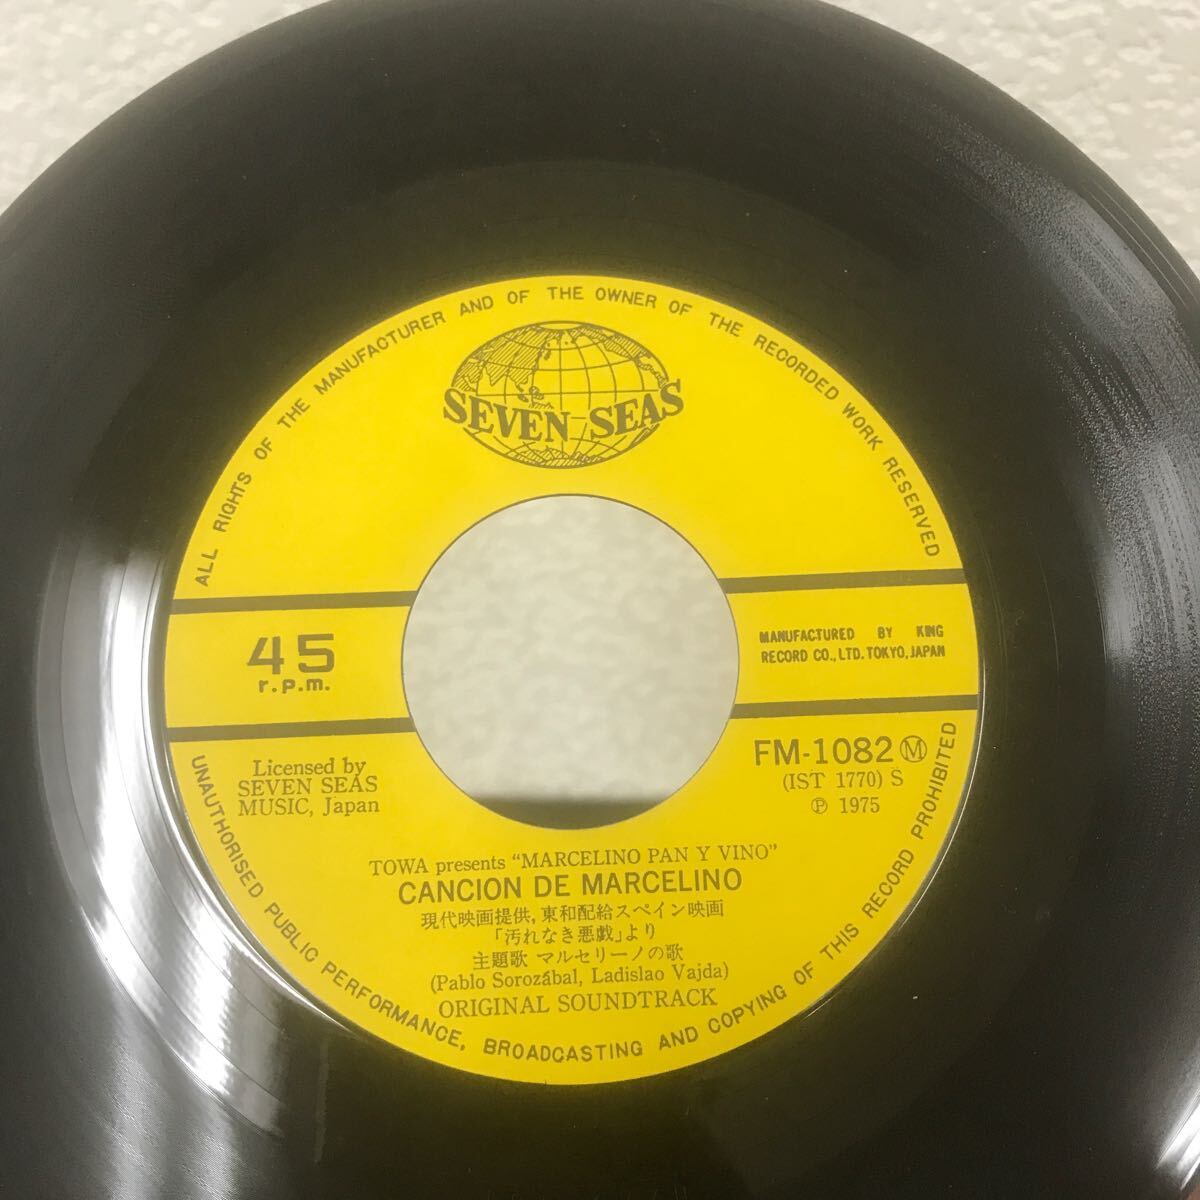 ALL RIGHTS OF THE MANUFACTURER AND OF THE OWNER OF THE RECORDED WORK RESERVED
SEVEN SEAS
45
r.p.m.
MANUFACTURED BY KING
RECORD CO., LTD. TOKYO, JAPAN
Licensed by
SEVEN SEAS
MUSIC, Japan
FM-1082 Ⓜ
(IST 1770) S
℗ 1975
TOWA presents “MARCELINO PAN Y VINO”
CANCION DE MARCELINO
現代映画提供, 東和配給スペイン映画
「汚れなき悪戯」より
主題歌 マルセリーノの歌
(Pablo Sorozábal, Ladislao Vajda)
ORIGINAL SOUNDTRACK
UNAUTHORISED PUBLIC PERFORMANCE, BROADCASTING AND COPYING OF THIS RECORD PROHIBITED